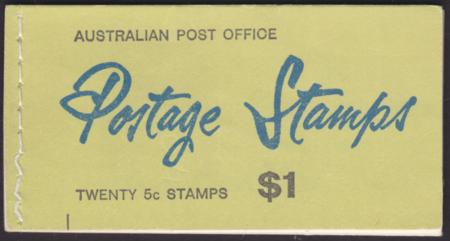 AUSTRALIAN POST OFFICE
Postage Stamps
TWENTY 5c STAMPS $1